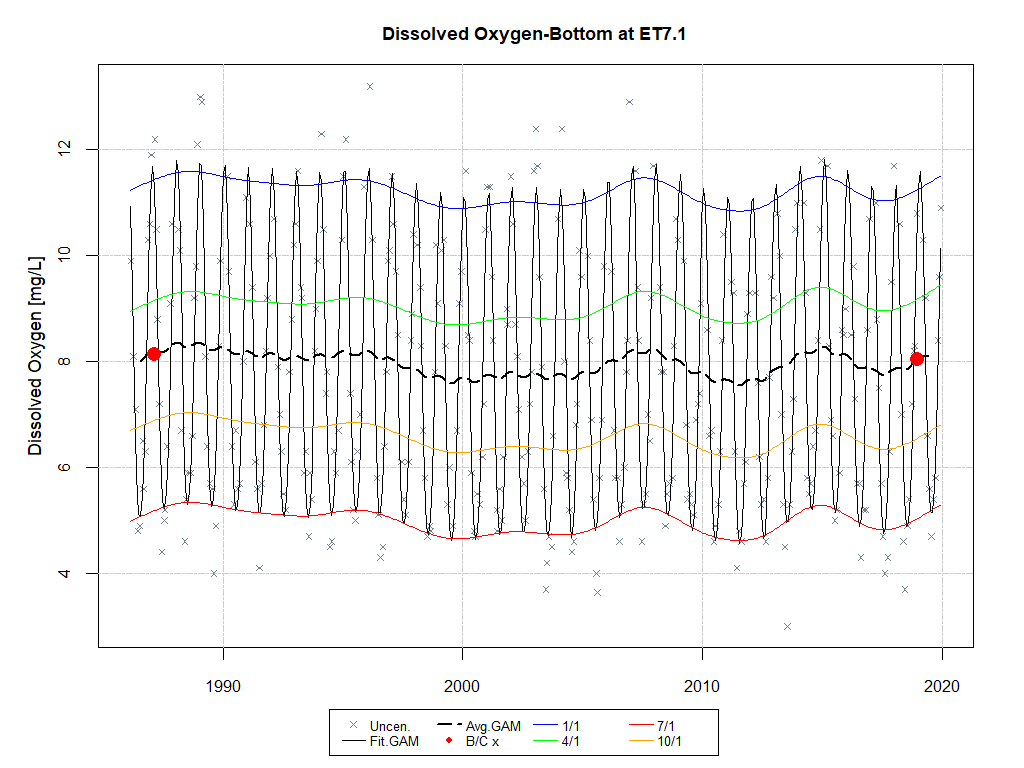 Dissolved Oxygen-Bottom at ET7.1
Dissolved Oxygen [mg/L]
12
10
8
6
4
1990 2000 2010 2020
Uncen. Avg.GAM 1/1 7/1
Fit.GAM B/C x 4/1 10/1